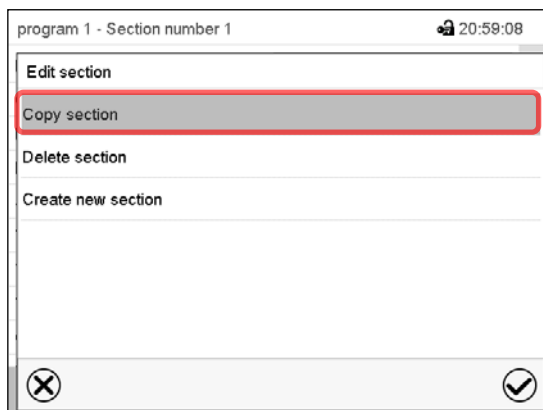 program 1 - Section number 1 20:59:08
Edit section
Copy section
Delete section
Create new section